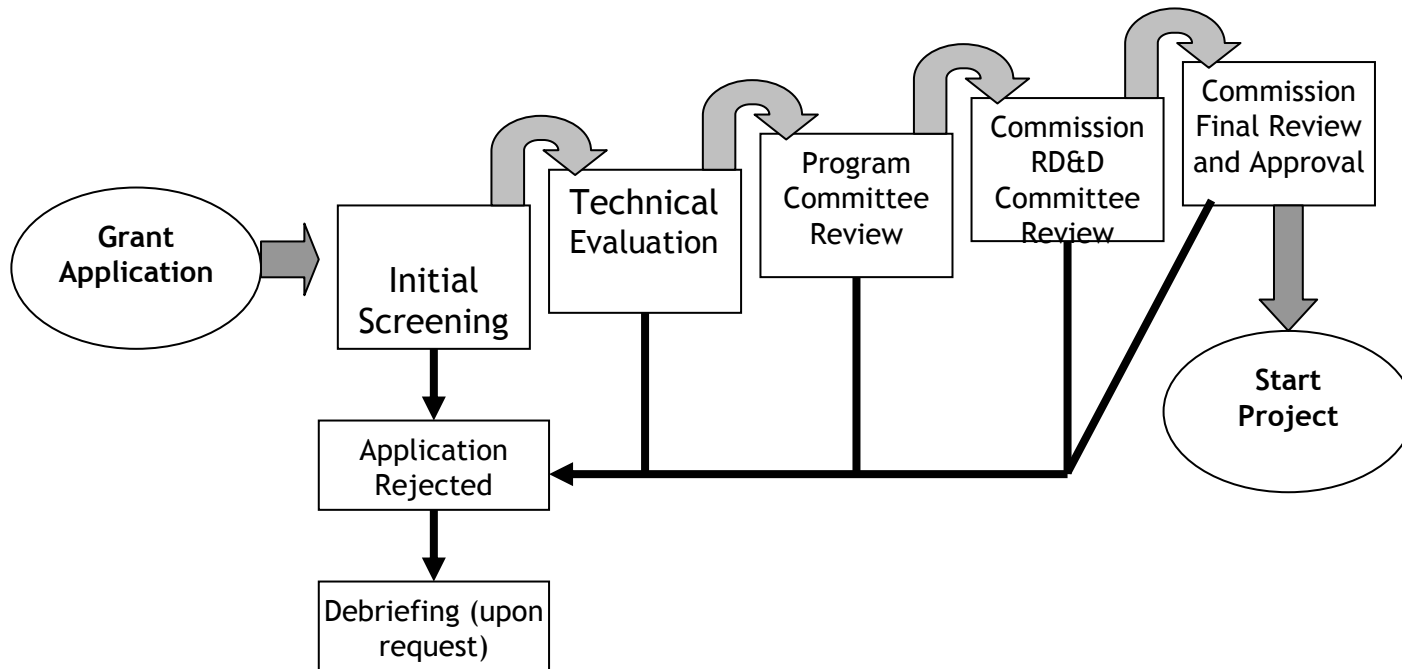 Grant
Application
Initial
Screening
Technical
Evaluation
Program
Committee
Review
Commission
RD&D
Committee
Review
Commission
Final Review
and Approval
Start
Project
Application
Rejected
Debriefing (upon
request)